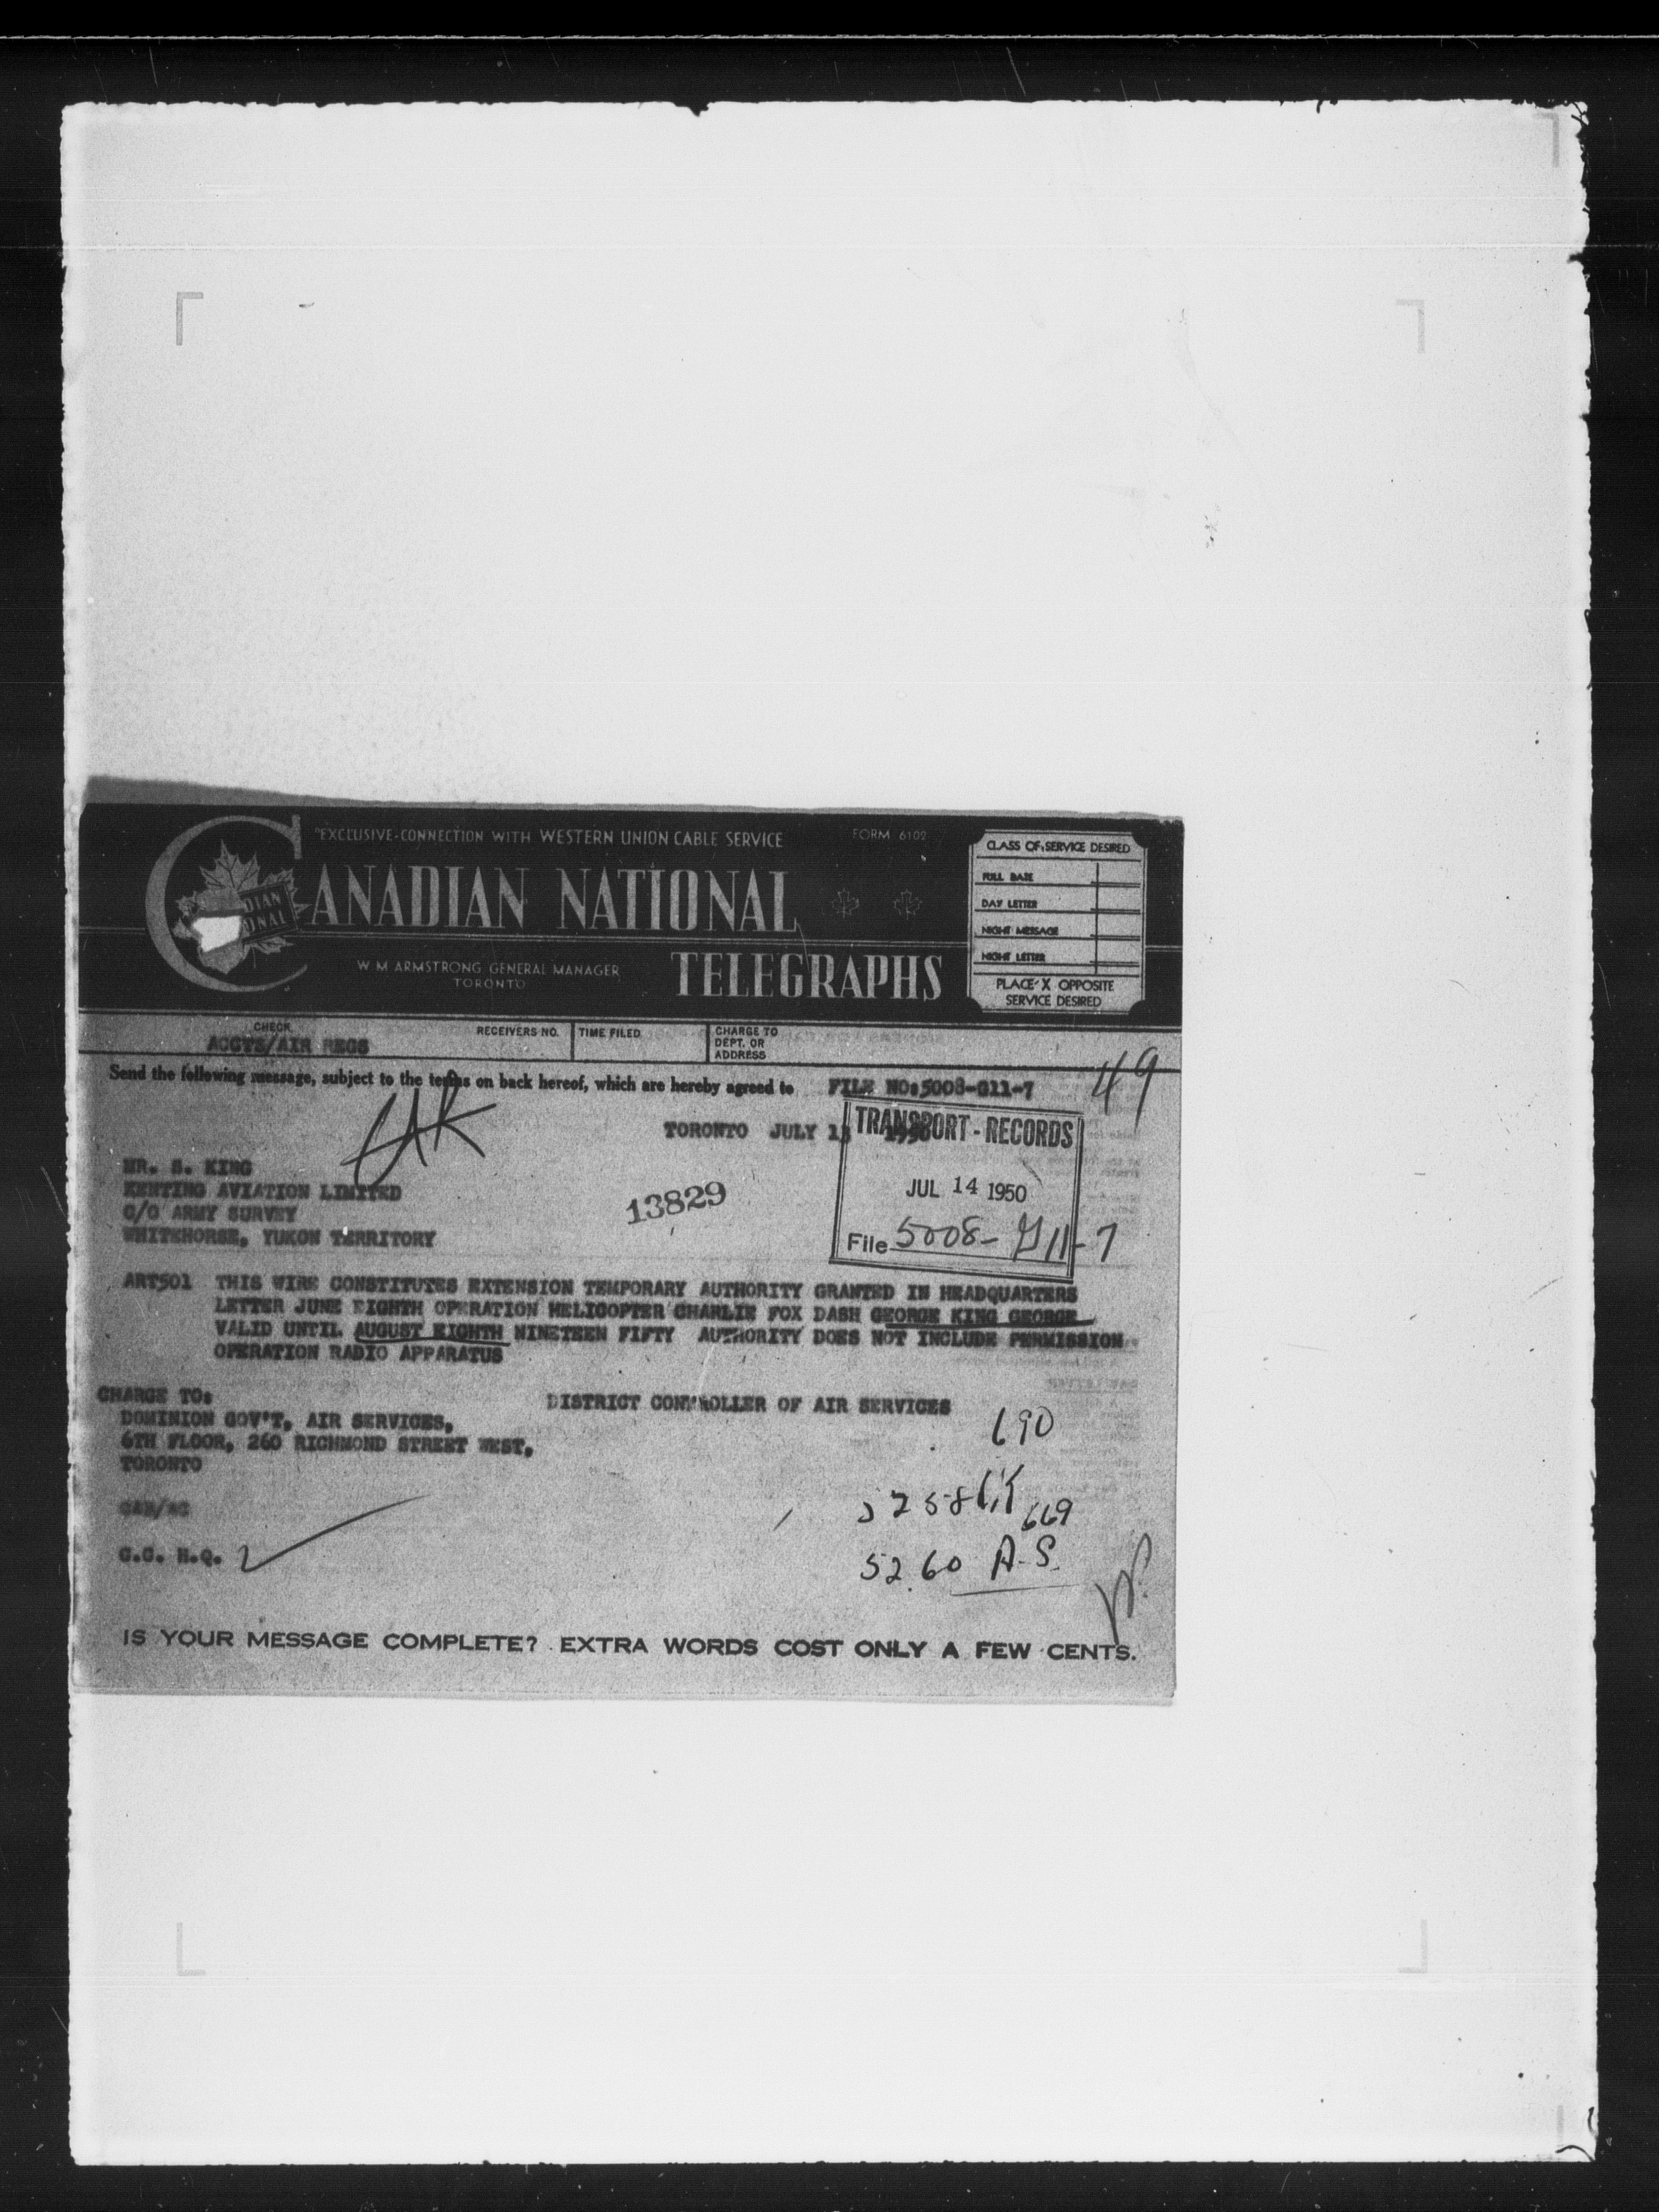 "EXCLUSIVE-CONNECTION WITH WESTERN UNION CABLE SERVICE
FORM 6102
CANADIAN NATIONAL
TELEGRAPHS
W M ARMSTRONG GENERAL MANAGER
TORONTO
CLASS OF SERVICE DESIRED
FULL RATE
DAY LETTER
NIGHT MESSAGE
NIGHT LETTER
PLACE X OPPOSITE
SERVICE DESIRED
CHECK
ACCTS/AIR REGS
RECEIVERS NO.
TIME FILED
CHARGE TO
DEPT. OR
ADDRESS
49
Send the following message, subject to the terms on back hereof, which are hereby agreed to
FILE NO:5008-G11-7
TORONTO JULY 13 1950
TRANSPORT - RECORDS
JUL 14 1950
File 5008-G11-7
MR. S. KING
KENTING AVIATION LIMITED
C/O ARMY SURVEY
WHITEHORSE, YUKON TERRITORY
13829
ART501 THIS WIRE CONSTITUTES EXTENSION TEMPORARY AUTHORITY GRANTED IN HEADQUARTERS
LETTER JUNE EIGHTH OPERATION HELICOPTER CHARLIE FOX DASH GEORGE KING GEORGE
VALID UNTIL AUGUST EIGHTH NINETEEN FIFTY AUTHORITY DOES NOT INCLUDE PERMISSION
OPERATION RADIO APPARATUS
CHARGE TO:
DISTRICT CONTROLLER OF AIR SERVICES
DOMINION GOV'T, AIR SERVICES,
6TH FLOOR, 260 RICHMOND STREET WEST,
TORONTO
690
5258
669
5260 A.S.
C.C. H.Q.
IS YOUR MESSAGE COMPLETE? EXTRA WORDS COST ONLY A FEW CENTS.